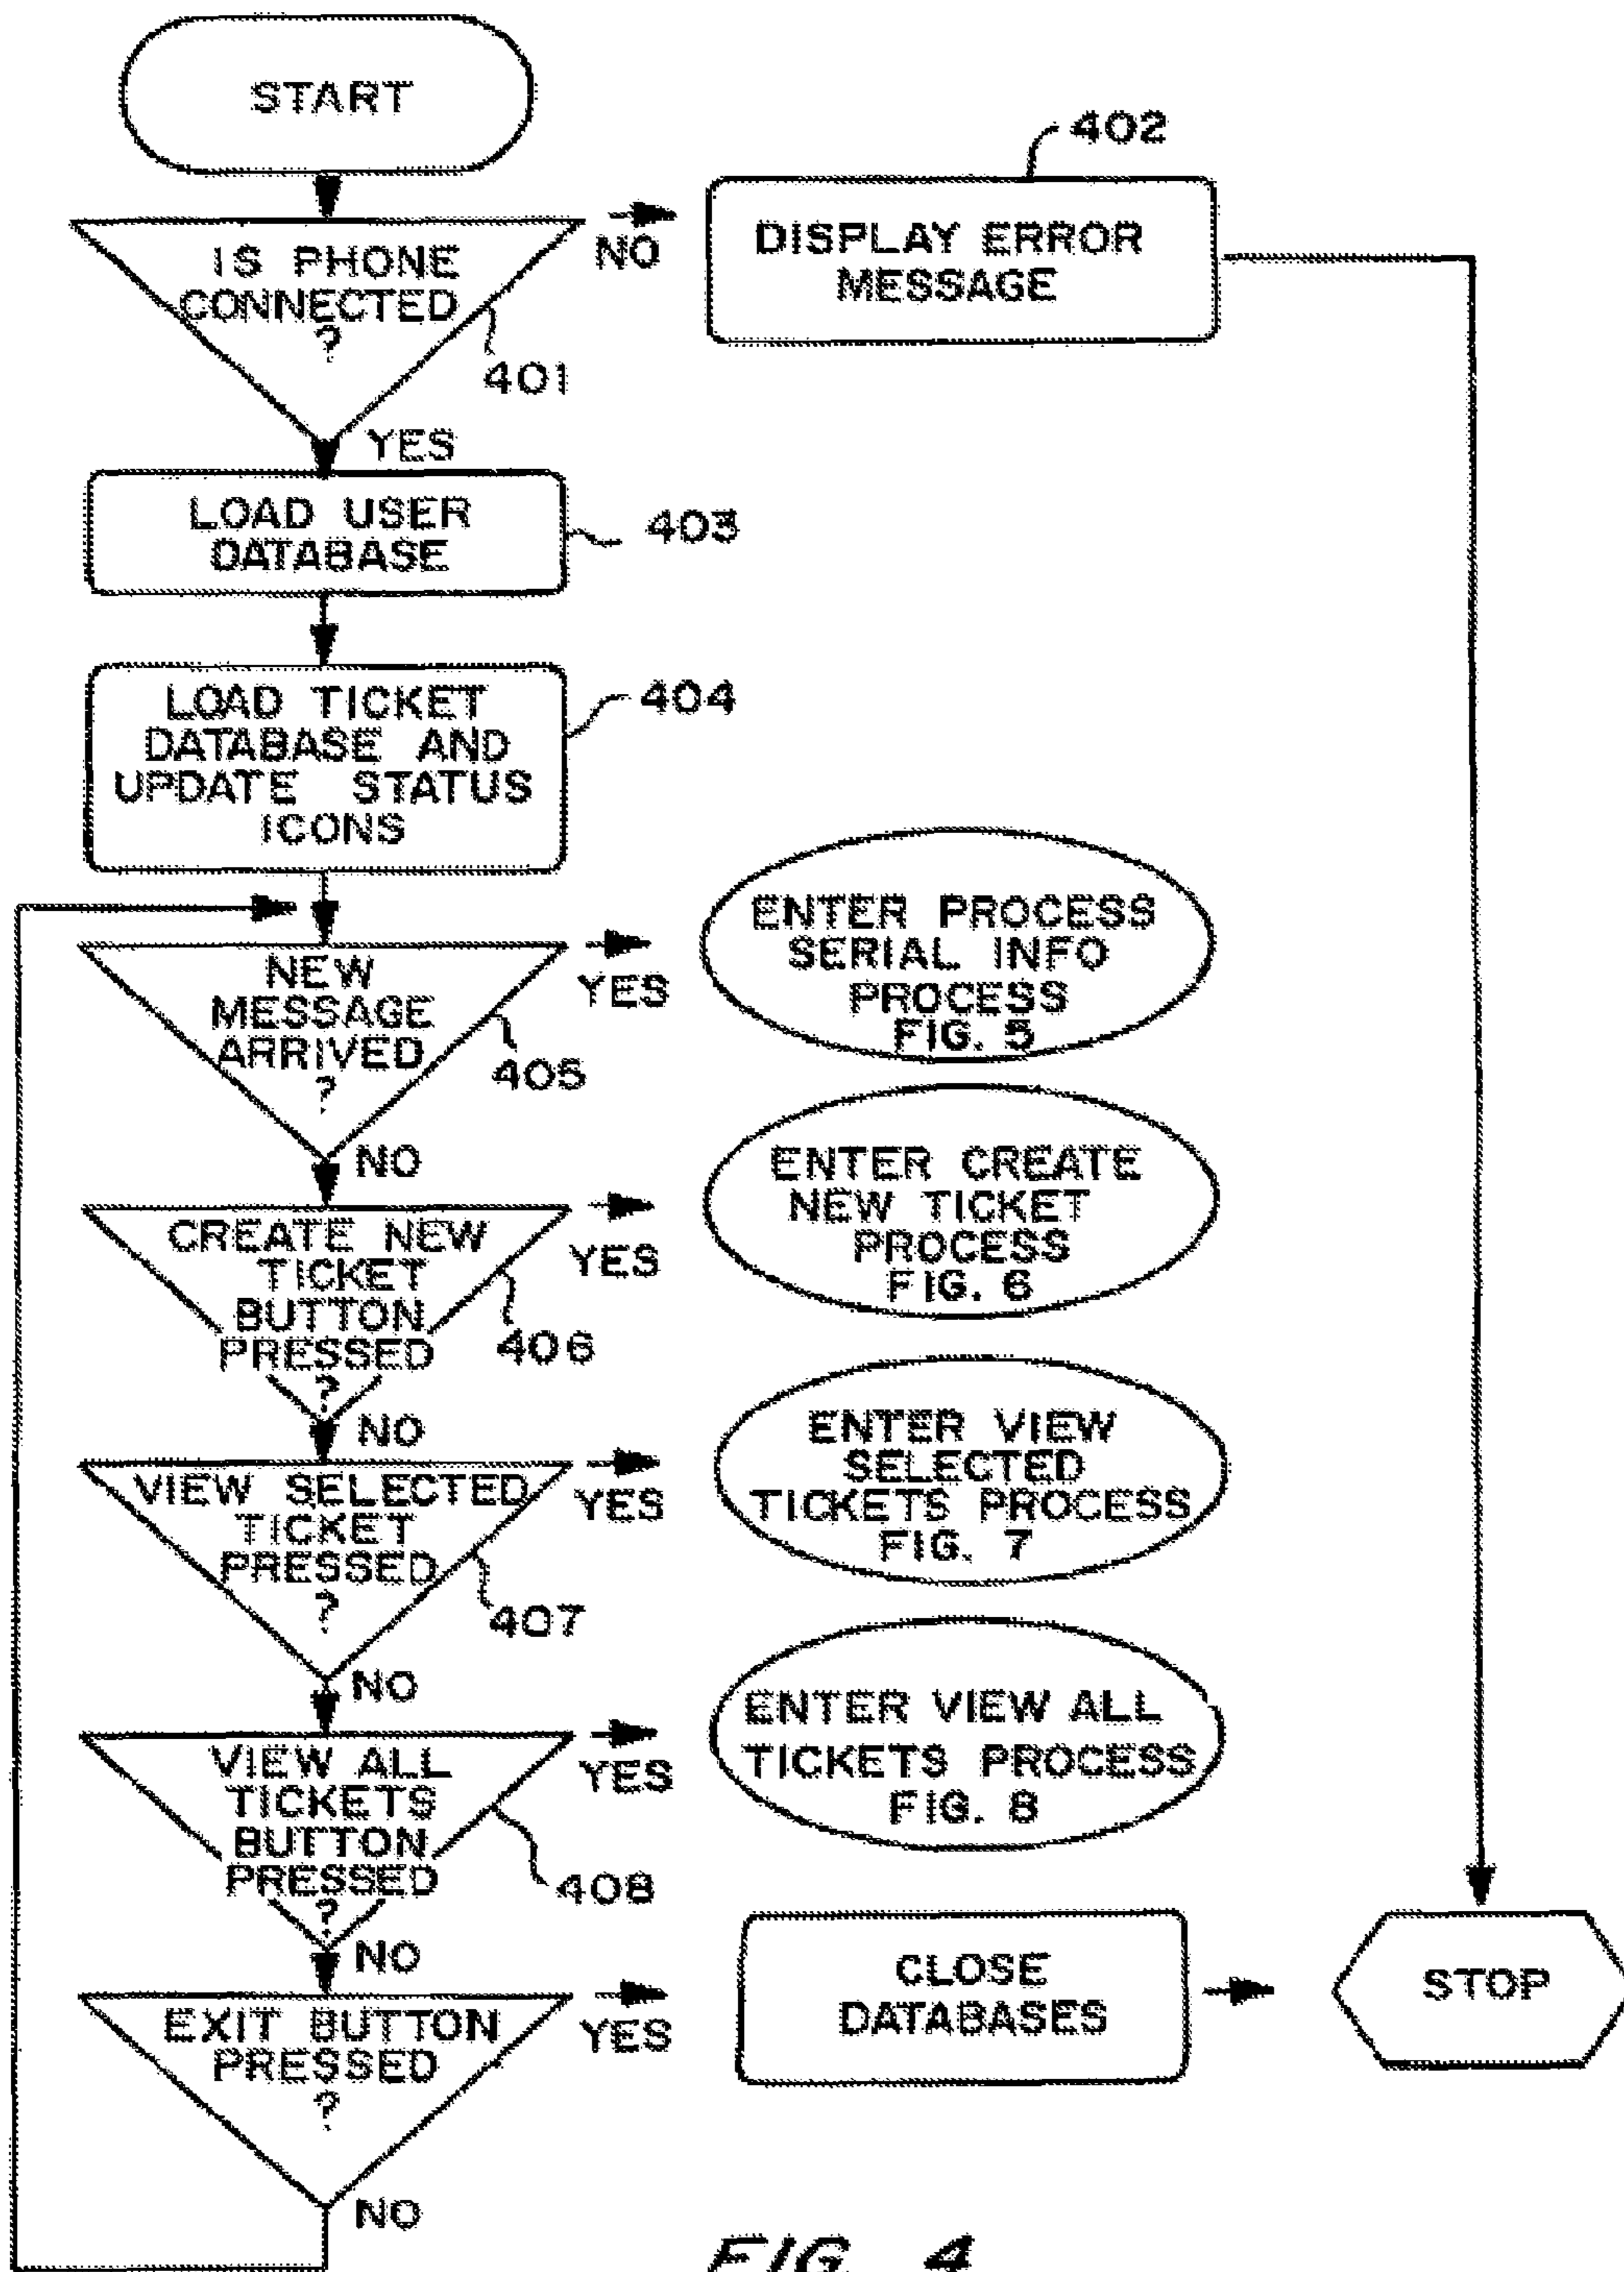 START
402
IS PHONE
CONNECTED
?
NO
DISPLAY ERROR
MESSAGE
401
YES
LOAD USER
DATABASE
403
LOAD TICKET
DATABASE AND
UPDATE STATUS
ICONS
404
NEW
MESSAGE
ARRIVED
?
YES
405
ENTER PROCESS
SERIAL INFO
PROCESS
FIG. 5
NO
CREATE NEW
TICKET
BUTTON
PRESSED
?
YES
406
ENTER CREATE
NEW TICKET
PROCESS
FIG. 6
NO
VIEW SELECTED
TICKET
PRESSED
?
YES
407
ENTER VIEW
SELECTED
TICKETS PROCESS
FIG. 7
NO
VIEW ALL
TICKETS
BUTTON
PRESSED
?
YES
408
ENTER VIEW ALL
TICKETS PROCESS
FIG. 8
NO
EXIT BUTTON
PRESSED
?
YES
CLOSE
DATABASES
STOP
NO
FIG. 4